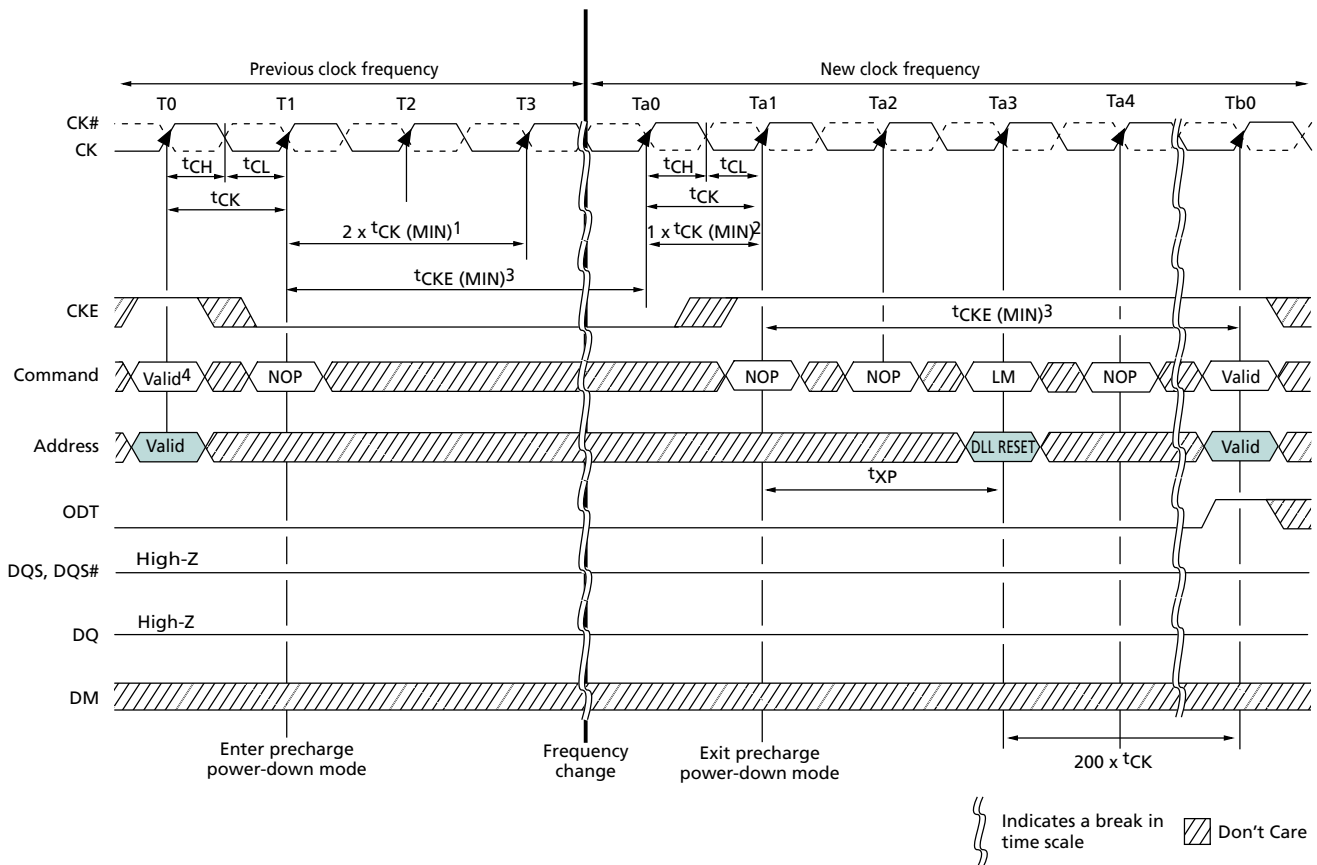 Previous clock frequency
New clock frequency
T0 T1 T2 T3 Ta0 Ta1 Ta2 Ta3 Ta4 Tb0
CK#
CK
tCH tCL tCH tCL
tCK tCK
2 x tCK (MIN)1 1 x tCK (MIN)2
tCKE (MIN)3
CKE
tCKE (MIN)3
Command Valid4 NOP NOP NOP LM NOP Valid
Address Valid DLL RESET Valid
tXP
ODT
High-Z
DQS, DQS#
High-Z
DQ
DM
Enter precharge
power-down mode
Frequency
change
Exit precharge
power-down mode
200 x tCK
Indicates a break in
time scale
Don't Care